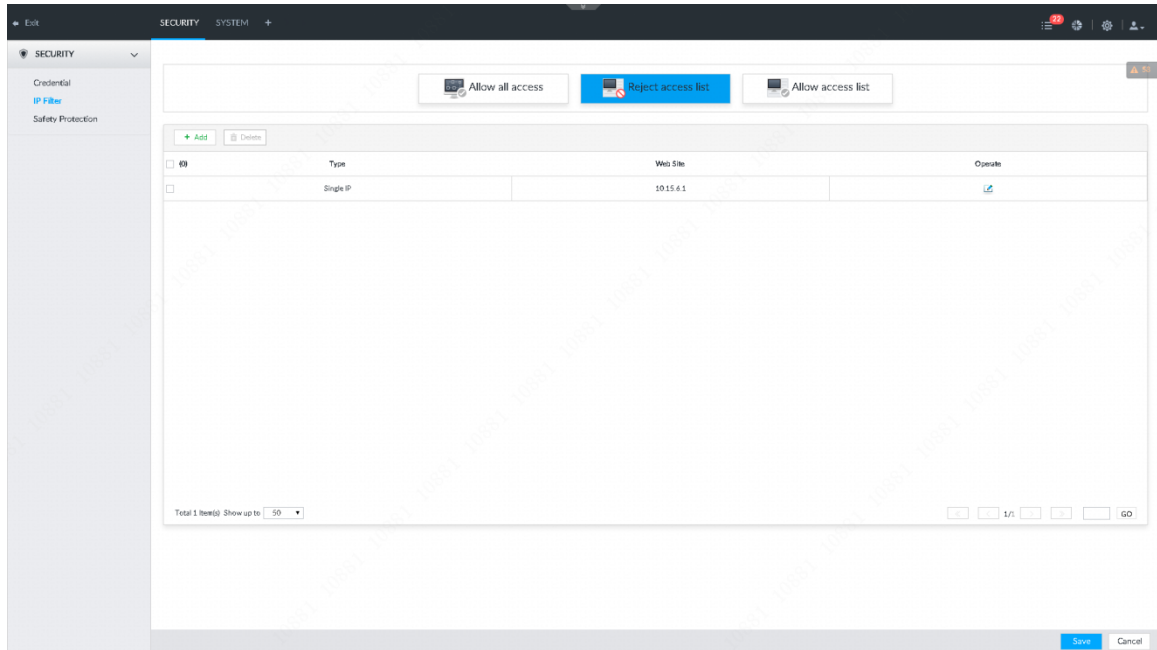 Exit SECURITY SYSTEM + 22
SECURITY
Credential
IP Filter
Safety Protection
Allow all access Reject access list Allow access list
+ Add Delete
(0) Type Web Site Operate
Single IP 10.15.6.1
Total 1 Item(s) Show up to 50 1/1 GO
Save Cancel